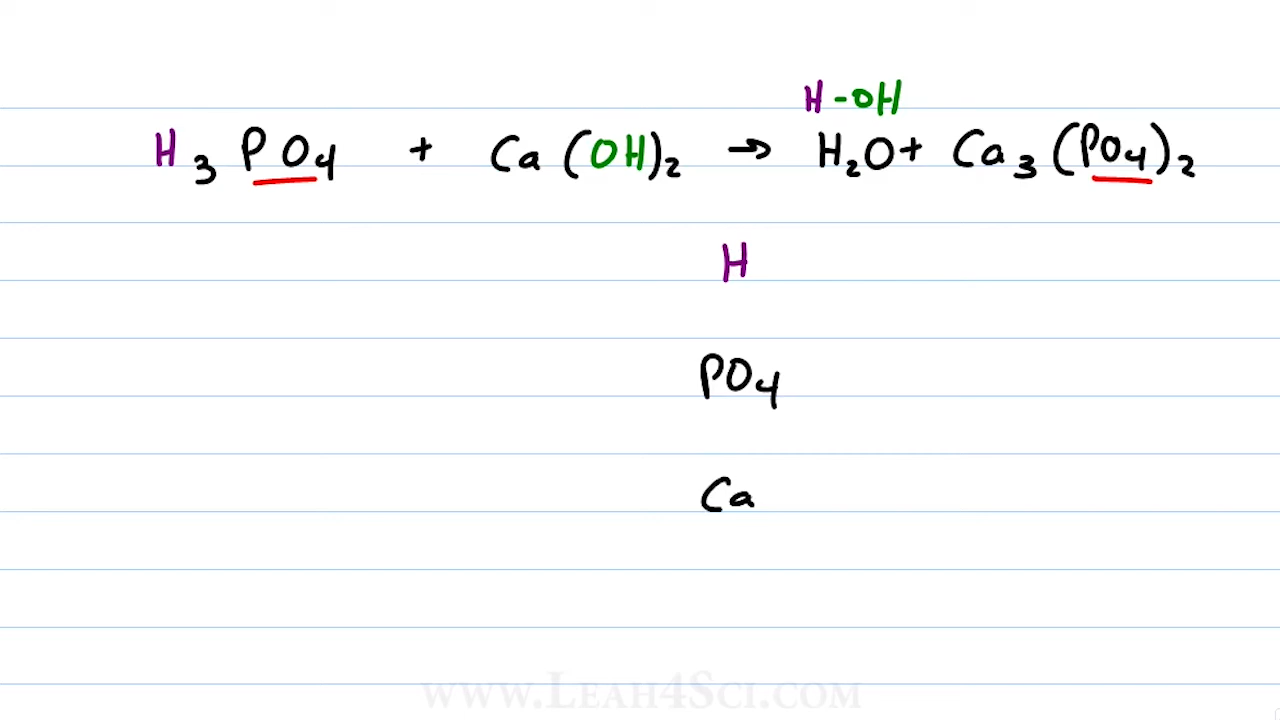 H-OH
H₃PO₄ + Ca(OH)₂ → H₂O + Ca₃(PO₄)₂
H
PO₄
Ca
www.Leah4Sci.com